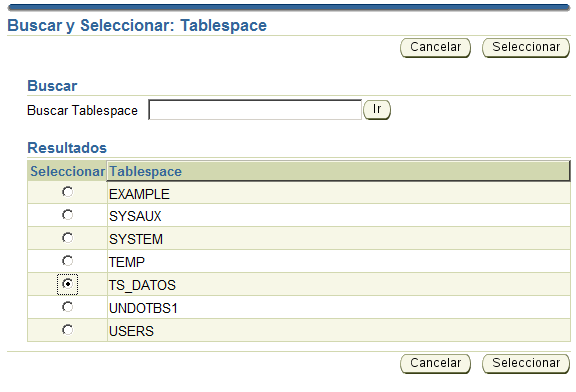 Buscar y Seleccionar: Tablespace
Cancelar Seleccionar
Buscar
Buscar Tablespace Ir
Resultados
Seleccionar Tablespace
EXAMPLE
SYSAUX
SYSTEM
TEMP
TS_DATOS
UNDOTBS1
USERS
Cancelar Seleccionar